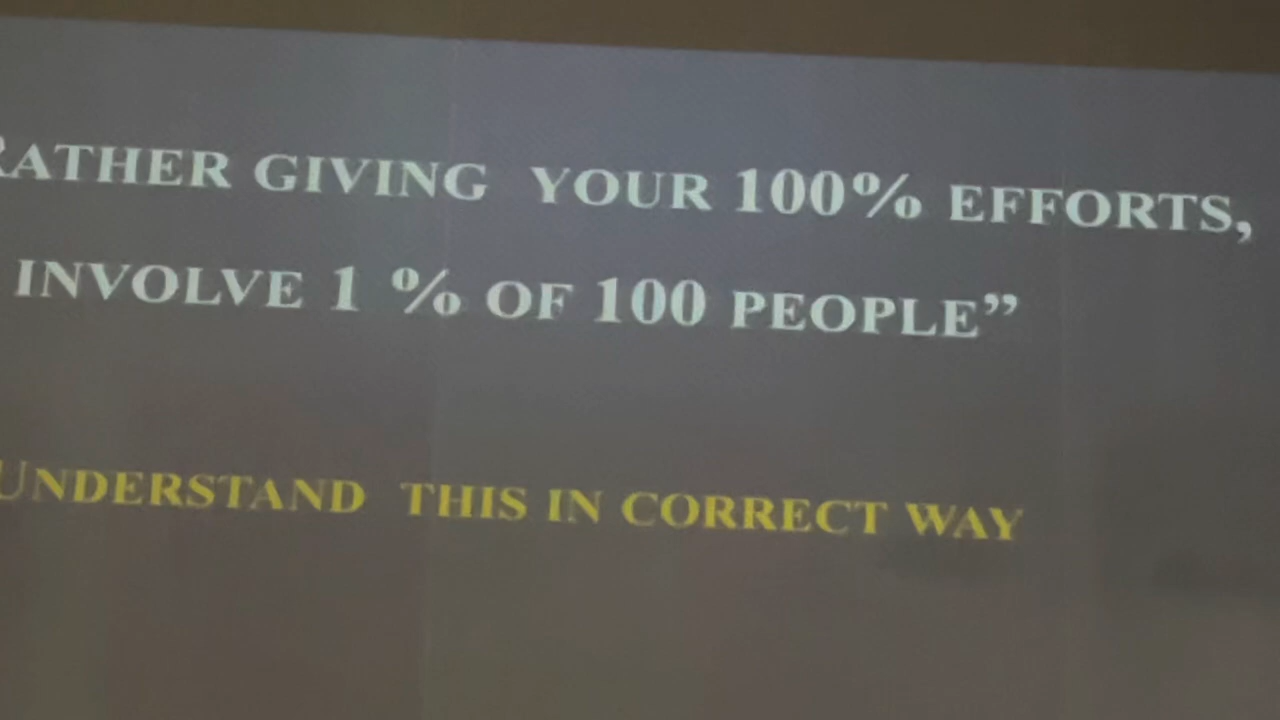 RATHER GIVING YOUR 100% EFFORTS,
INVOLVE 1 % OF 100 PEOPLE”
UNDERSTAND THIS IN CORRECT WAY